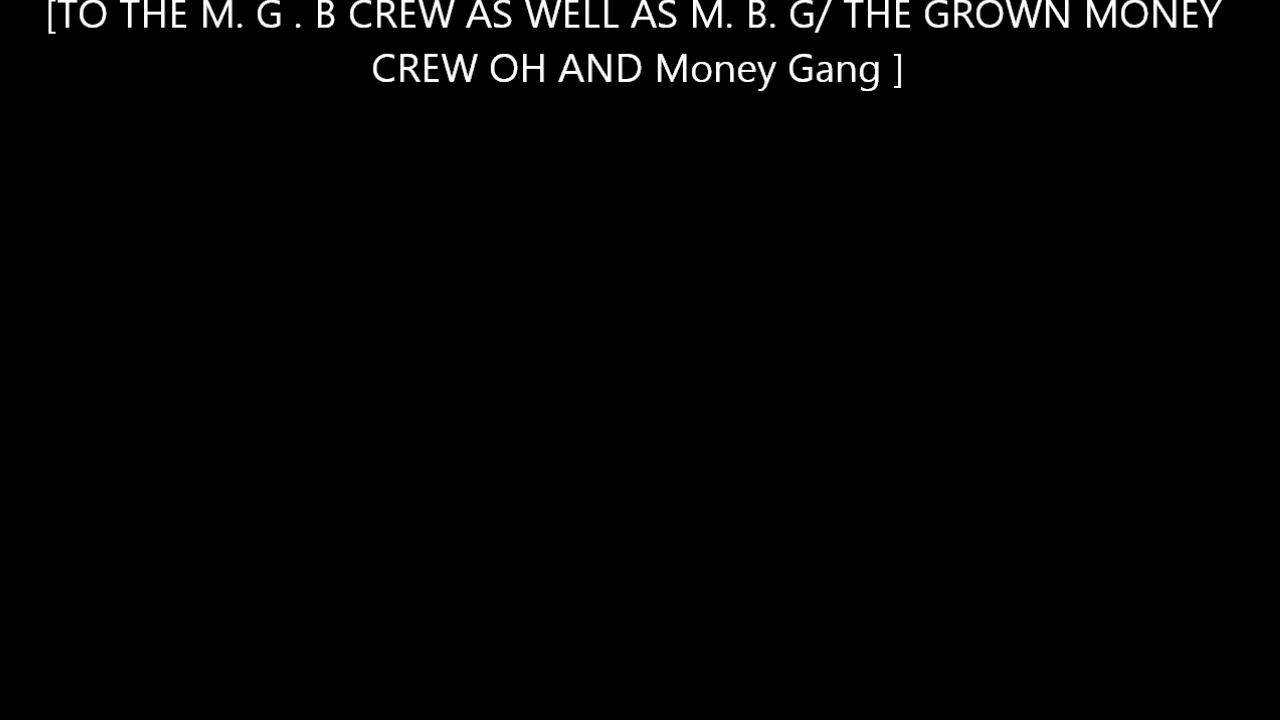 [TO THE M. G . B CREW AS WELL AS M. B. G/ THE GROWN MONEY
CREW OH AND Money Gang ]